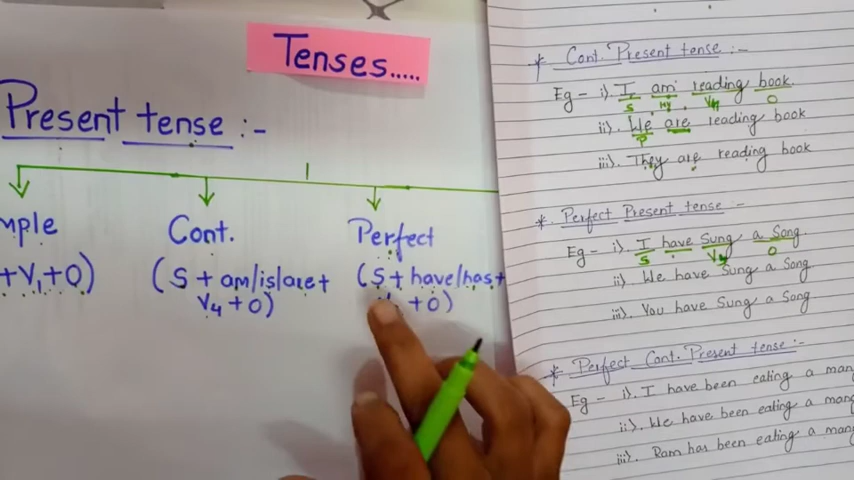 Tenses.....
Present tense :-
mple
Cont.
Perfect
+V1+O)
(S + am/is/are+
V4 + O)
(S + have/has+
+ O)
* Cont. Present tense :-
Eg - i). I am reading book.
S H.V V4 O
ii). We are reading book
P
iii). They are reading book
* Perfect Present tense :-
Eg - i). I have Sung a Song.
S V3 O
ii). We have Sung a Song
iii). You have Sung a Song
* Perfect Cont. Present tense :-
Eg - i). I have been eating a man
ii). We have been eating a mang
iii). Ram has been eating a mang